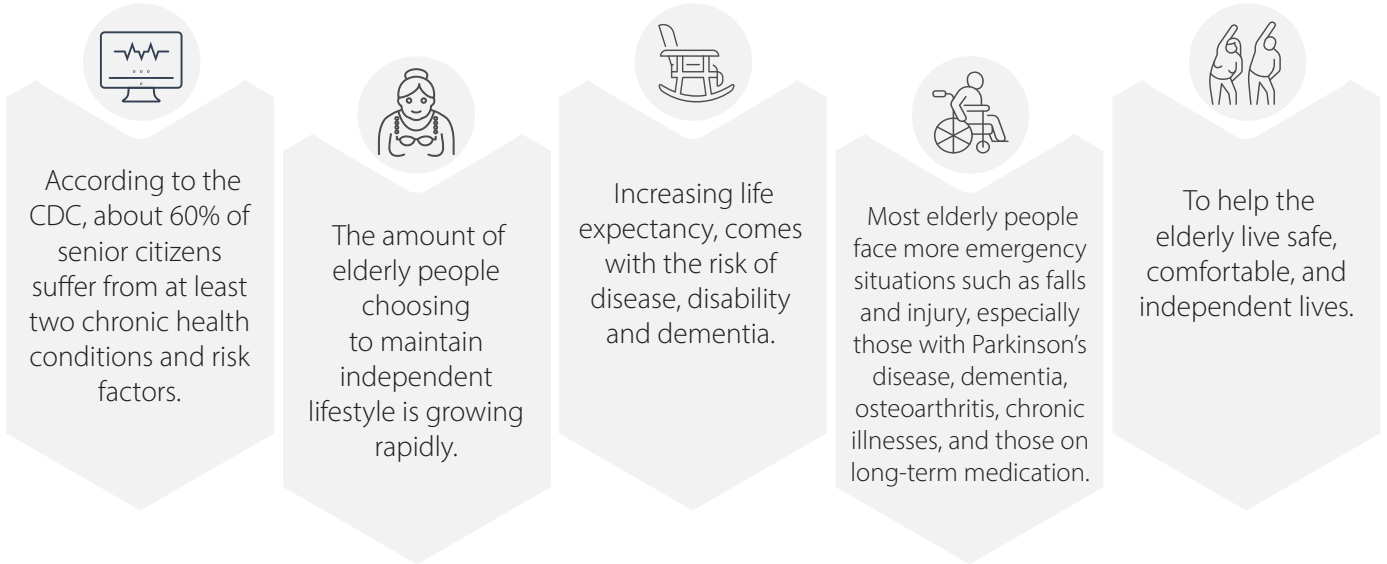 According to the
CDC, about 60% of
senior citizens
suffer from at least
two chronic health
conditions and risk
factors.
The amount of
elderly people
choosing
to maintain
independent
lifestyle is growing
rapidly.
Increasing life
expectancy, comes
with the risk of
disease, disability
and dementia.
Most elderly people
face more emergency
situations such as falls
and injury, especially
those with Parkinson’s
disease, dementia,
osteoarthritis, chronic
illnesses, and those on
long-term medication.
To help the
elderly live safe,
comfortable, and
independent lives.